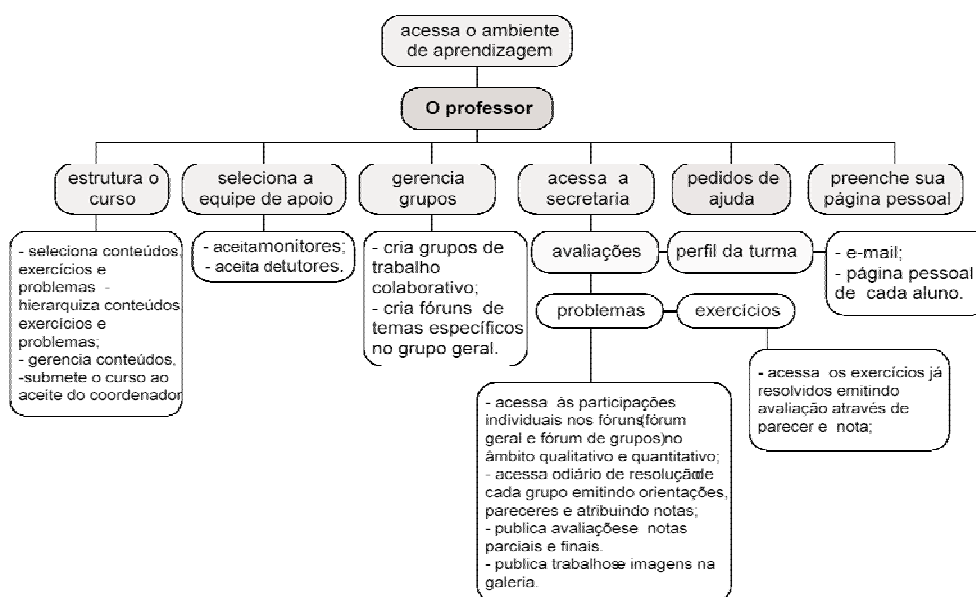 acessa o ambiente
de aprendizagem
O professor
estrutura o
curso
seleciona a
equipe de apoio
gerencia
grupos
acessa a
secretaria
pedidos de
ajuda
preenche sua
página pessoal
- seleciona conteúdos,
exercícios e
problemas -
hierarquiza conteúdos
exercícios e
problemas;
- gerencia conteúdos,
-submete o curso ao
aceite do coordenador
- aceitamonitores;
- aceita detutores.
- cria grupos de
trabalho
colaborativo;
- cria fóruns de
temas específicos
no grupo geral.
avaliações
perfil da turma
- e-mail;
- página pessoal
de cada aluno.
problemas
exercícios
- acessa às participações
individuais nos fóruns(fórum
geral e fórum de grupos)no
âmbito qualitativo e quantitativo;
- acessa odiário de resoluçãode
cada grupo emitindo orientações,
pareceres e atribuindo notas;
- publica avaliaçõese notas
parciais e finais.
- publica trabalhose imagens na
galeria.
- acessa os exercícios já
resolvidos emitindo
avaliação através de
parecer e nota;